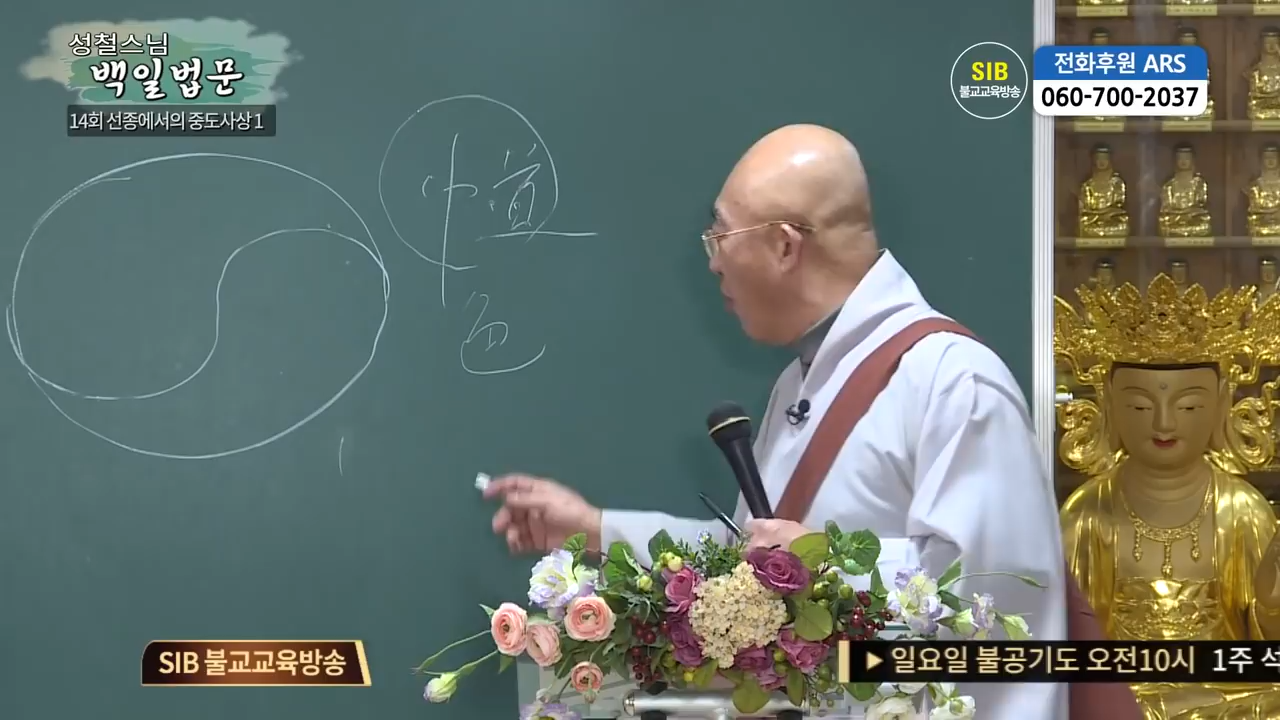 성철스님
백일법문
14회 선종에서의 중도사상 1
SIB
불교교육방송
전화후원 ARS
060-700-2037
中道
色
SIB 불교교육방송
▶ 일요일 불공기도 오전10시 1주 석